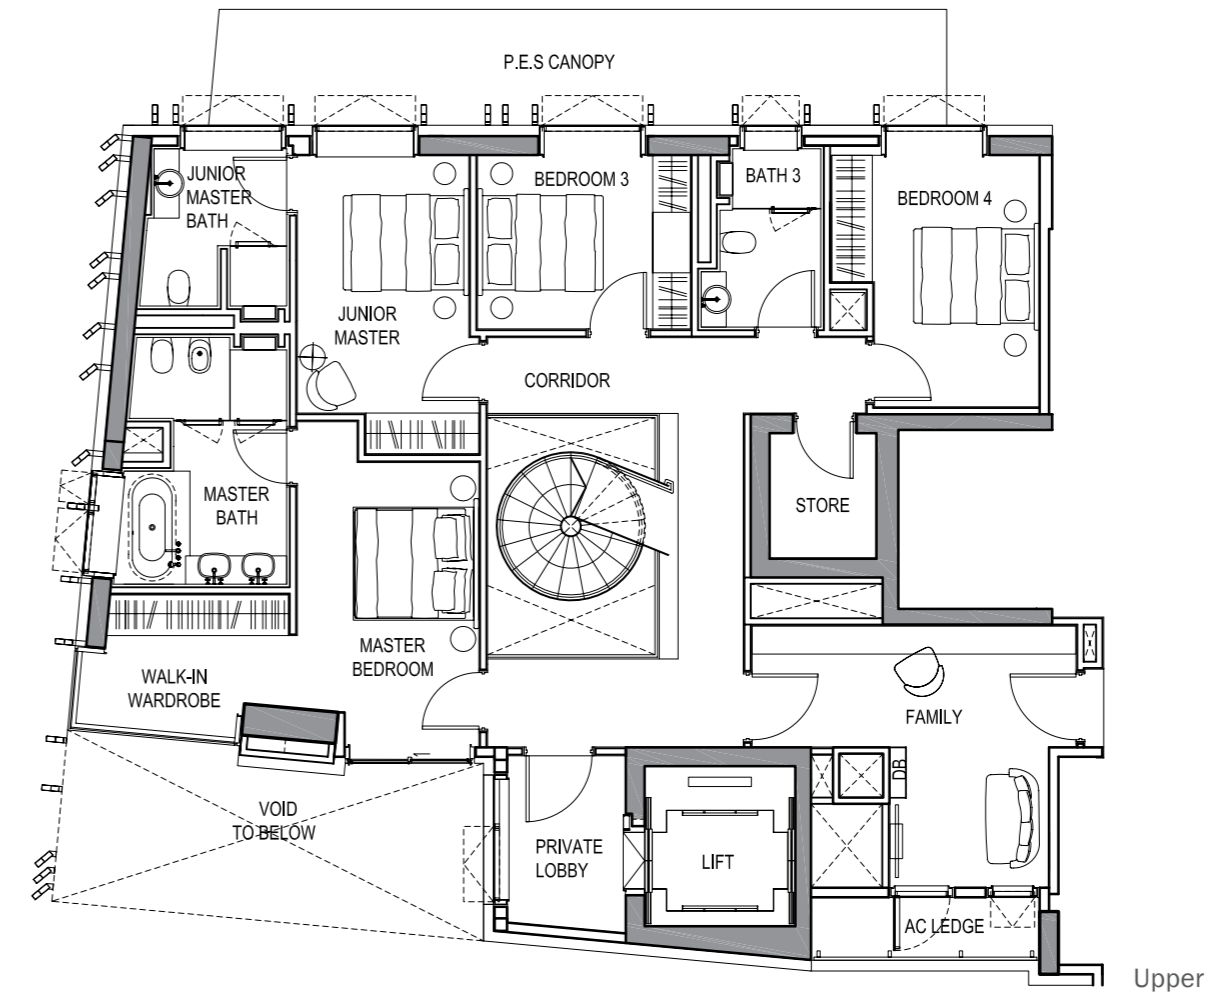 P.E.S CANOPY
JUNIOR
MASTER
BATH
BEDROOM 3
BATH 3
BEDROOM 4
JUNIOR
MASTER
CORRIDOR
MASTER
BATH
STORE
MASTER
BEDROOM
WALK-IN
WARDROBE
FAMILY
DB
VOID
TO BELOW
PRIVATE
LOBBY
LIFT
AC LEDGE
Upper